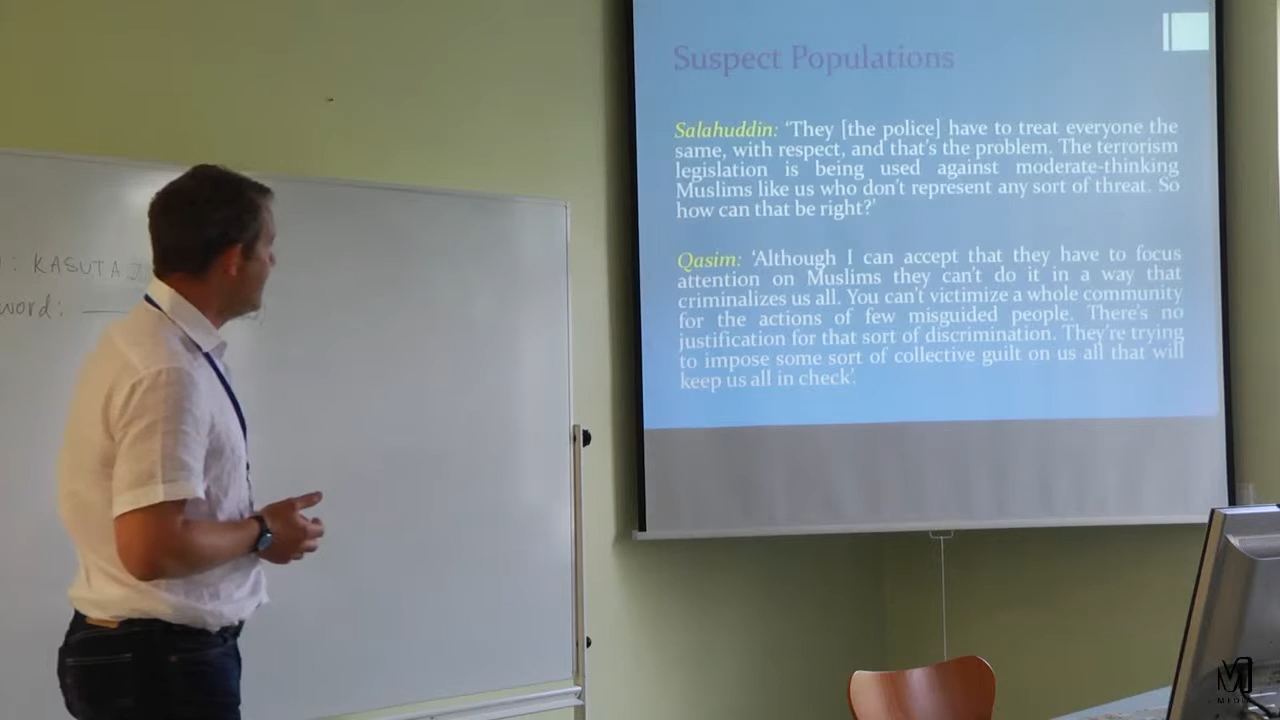 Suspect Populations
Salahuddin: 'They [the police] have to treat everyone the
same, with respect, and that's the problem. The terrorism
legislation is being used against moderate-thinking
Muslims like us who don't represent any sort of threat. So
how can that be right?'
Qasim: 'Although I can accept that they have to focus
attention on Muslims they can't do it in a way that
criminalizes us all. You can't victimize a whole community
for the actions of few misguided people. There's no
justification for that sort of discrimination. They're trying
to impose some sort of collective guilt on us all that will
keep us all in check'.
: KASUTAJ
word:
MEDIA